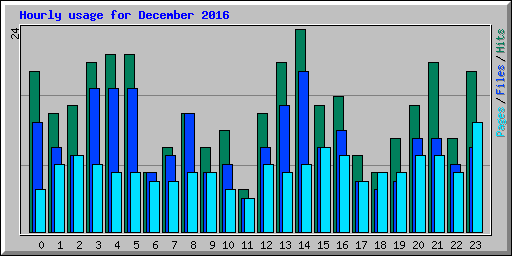 Hourly usage for December 2016
24
Pages / Files / Hits
0 1 2 3 4 5 6 7 8 9 10 11 12 13 14 15 16 17 18 19 20 21 22 23